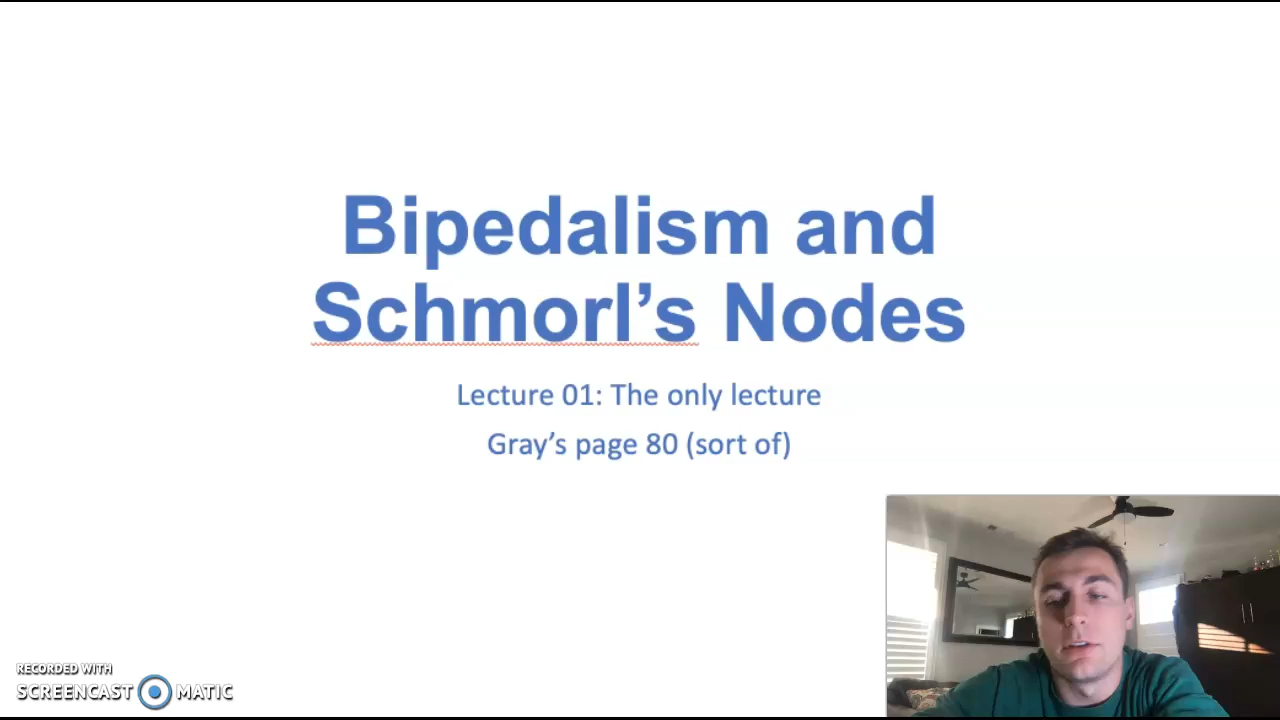 Bipedalism and
Schmorl's Nodes
Lecture 01: The only lecture
Gray's page 80 (sort of)
RECORDED WITH
SCREENCAST MATIC